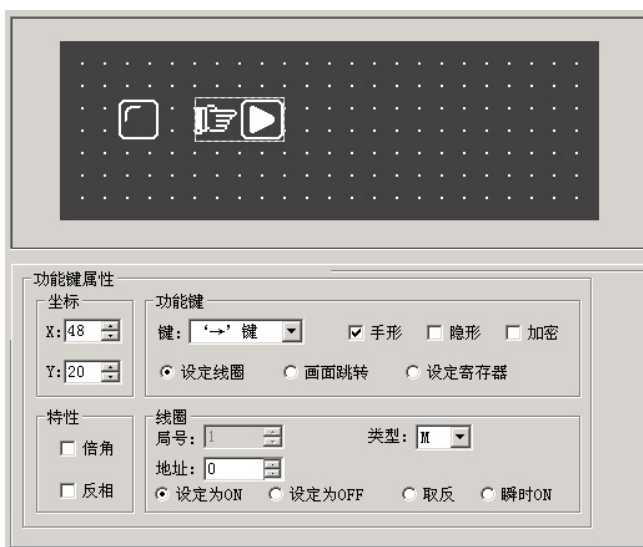 功能键属性
坐标
X: 48
Y: 20
功能键
键: ‘→’ 键
手形 隐形 加密
设定线圈 画面跳转 设定寄存器
特性
倍角
反相
线圈
局号: 1 类型: M
地址: 0
设定为ON 设定为OFF 取反 瞬时ON